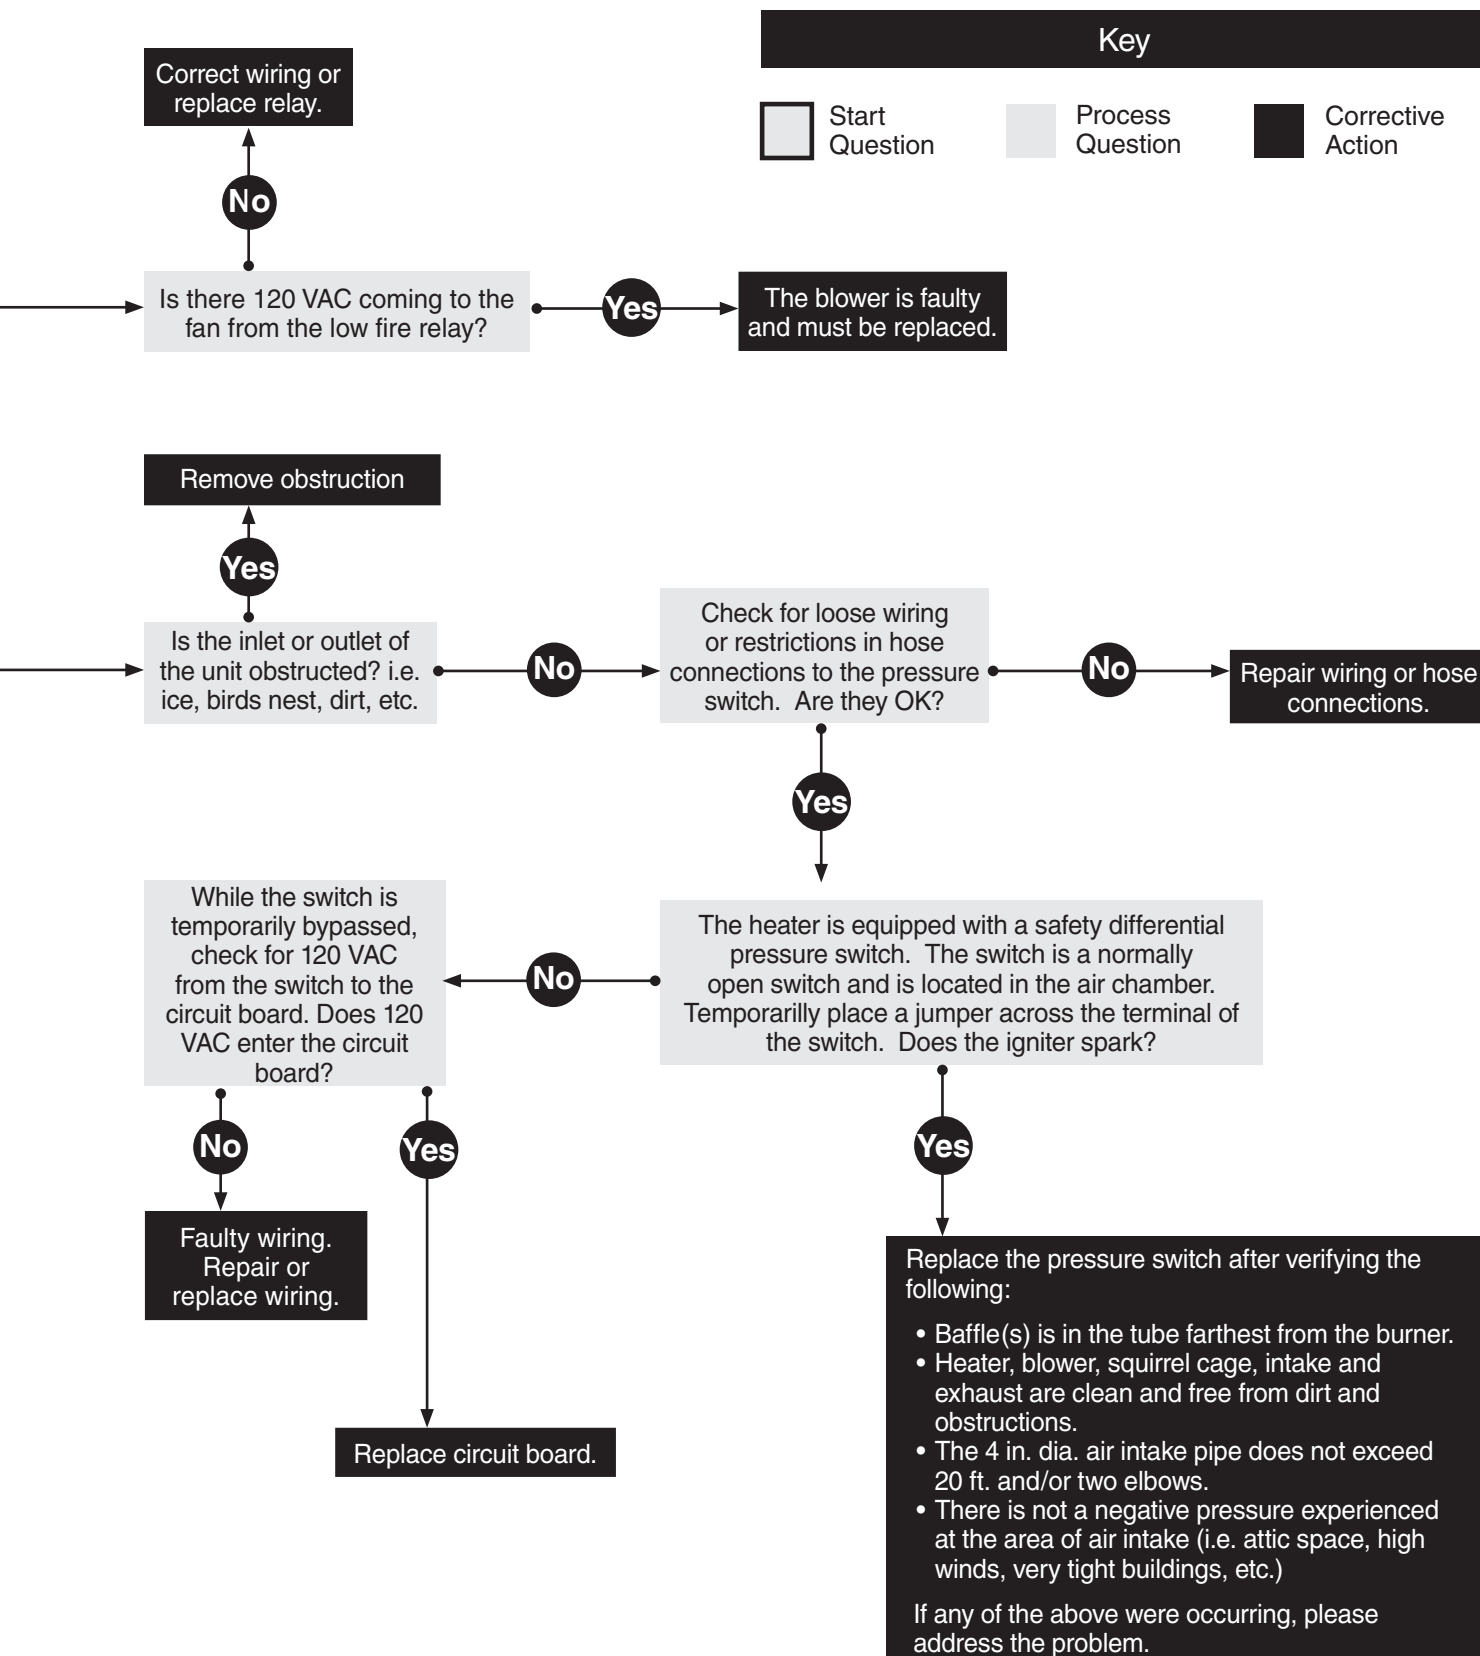 Key
Start
Question
Process
Question
Corrective
Action
Correct wiring or
replace relay.
No
Is there 120 VAC coming to the
fan from the low fire relay?
Yes
The blower is faulty
and must be replaced.
Remove obstruction
Yes
Is the inlet or outlet of
the unit obstructed? i.e.
ice, birds nest, dirt, etc.
No
Check for loose wiring
or restrictions in hose
connections to the pressure
switch.  Are they OK?
No
Repair wiring or hose
connections.
Yes
The heater is equipped with a safety differential
pressure switch.  The switch is a normally
open switch and is located in the air chamber.
Temporarilly place a jumper across the terminal of
the switch.  Does the igniter spark?
No
While the switch is
temporarily bypassed,
check for 120 VAC
from the switch to the
circuit board. Does 120
VAC enter the circuit
board?
No
Yes
Faulty wiring.
Repair or
replace wiring.
Replace circuit board.
Yes
Replace the pressure switch after verifying the
following:
• Baffle(s) is in the tube farthest from the burner.
• Heater, blower, squirrel cage, intake and
exhaust are clean and free from dirt and
obstructions.
• The 4 in. dia. air intake pipe does not exceed
20 ft. and/or two elbows.
• There is not a negative pressure experienced
at the area of air intake (i.e. attic space, high
winds, very tight buildings, etc.)
If any of the above were occurring, please
address the problem.